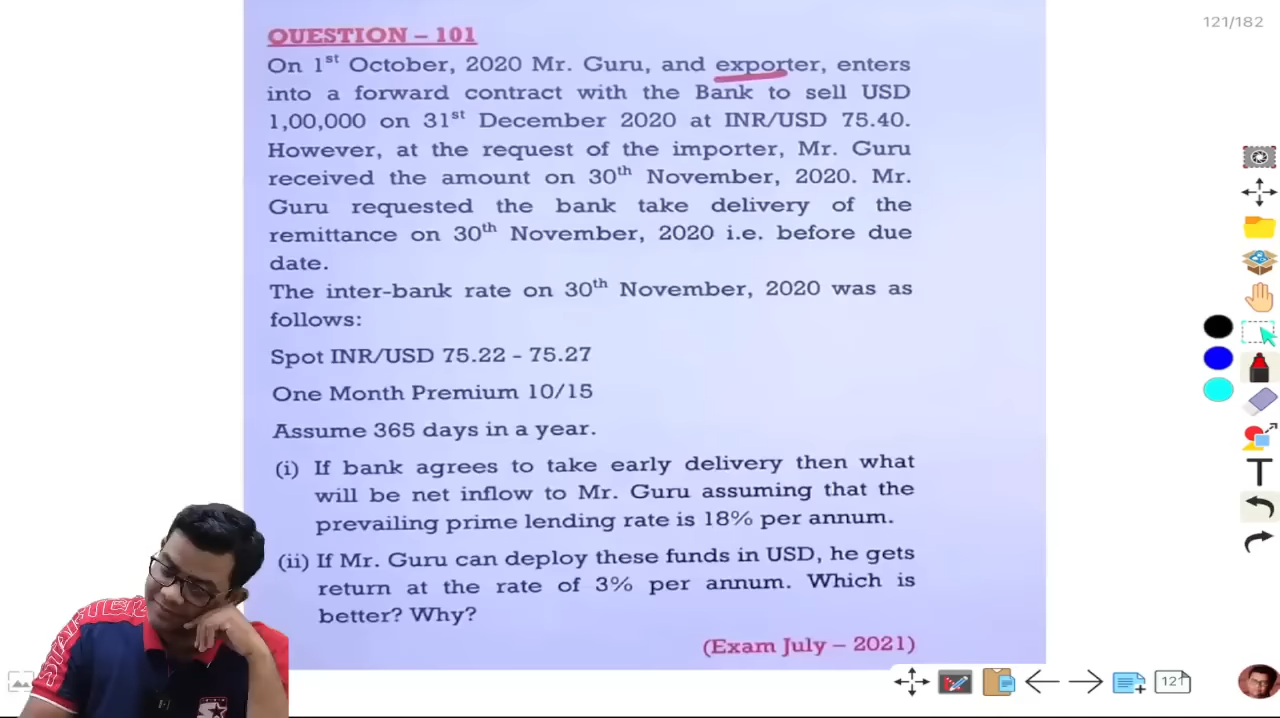 121/182
QUESTION – 101
On 1st October, 2020 Mr. Guru, and exporter, enters
into a forward contract with the Bank to sell USD
1,00,000 on 31st December 2020 at INR/USD 75.40.
However, at the request of the importer, Mr. Guru
received the amount on 30th November, 2020. Mr.
Guru requested the bank take delivery of the
remittance on 30th November, 2020 i.e. before due
date.
The inter-bank rate on 30th November, 2020 was as
follows:
Spot INR/USD 75.22 - 75.27
One Month Premium 10/15
Assume 365 days in a year.
(i) If bank agrees to take early delivery then what
will be net inflow to Mr. Guru assuming that the
prevailing prime lending rate is 18% per annum.
(ii) If Mr. Guru can deploy these funds in USD, he gets
return at the rate of 3% per annum. Which is
better? Why?
(Exam July – 2021)
T
121